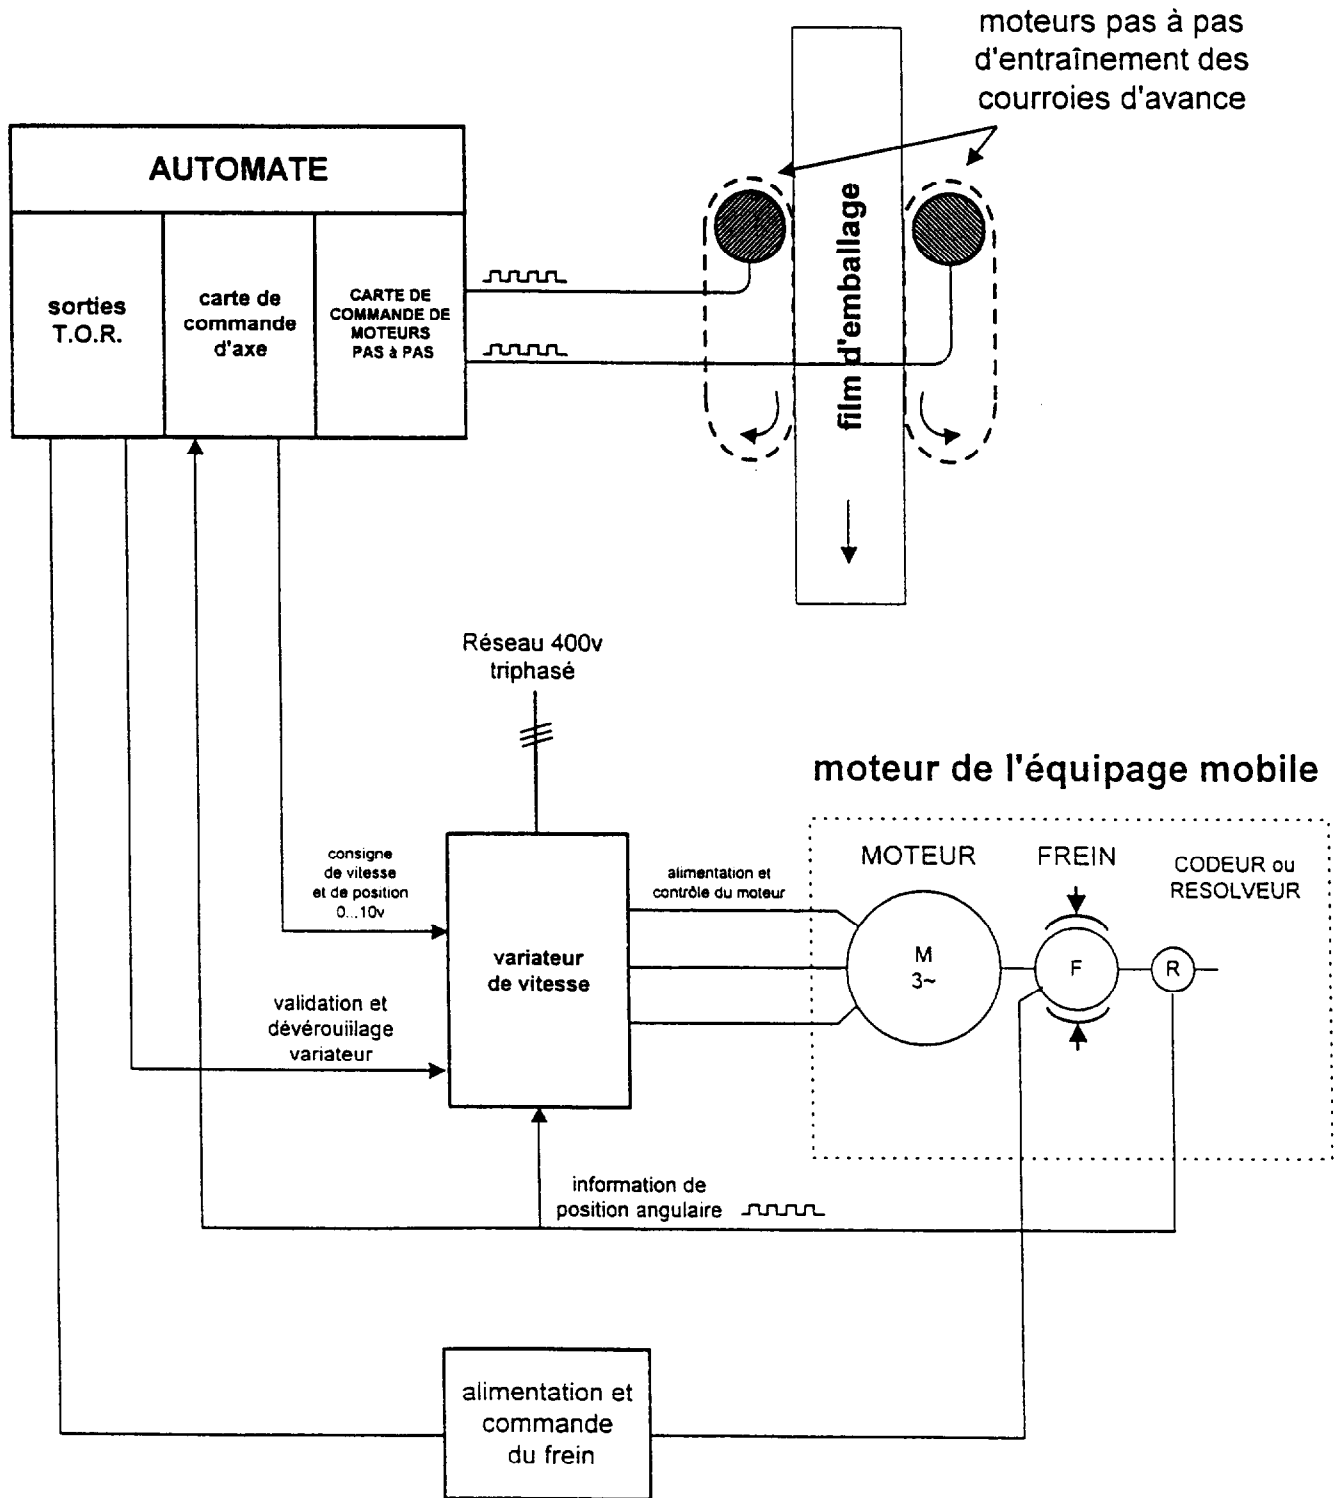 moteurs pas à pas
d'entraînement des
courroies d'avance
AUTOMATE
sorties
T.O.R.
carte de
commande
d'axe
CARTE DE
COMMANDE DE
MOTEURS
PAS à PAS
film d'emballage
Réseau 400v
triphasé
moteur de l'équipage mobile
consigne
de vitesse
et de position
0...10v
alimentation et
contrôle du moteur
MOTEUR
FREIN
CODEUR ou
RESOLVEUR
variateur
de vitesse
M
3~
F
R
validation et
dévérouiilage
variateur
information de
position angulaire
alimentation et
commande
du frein